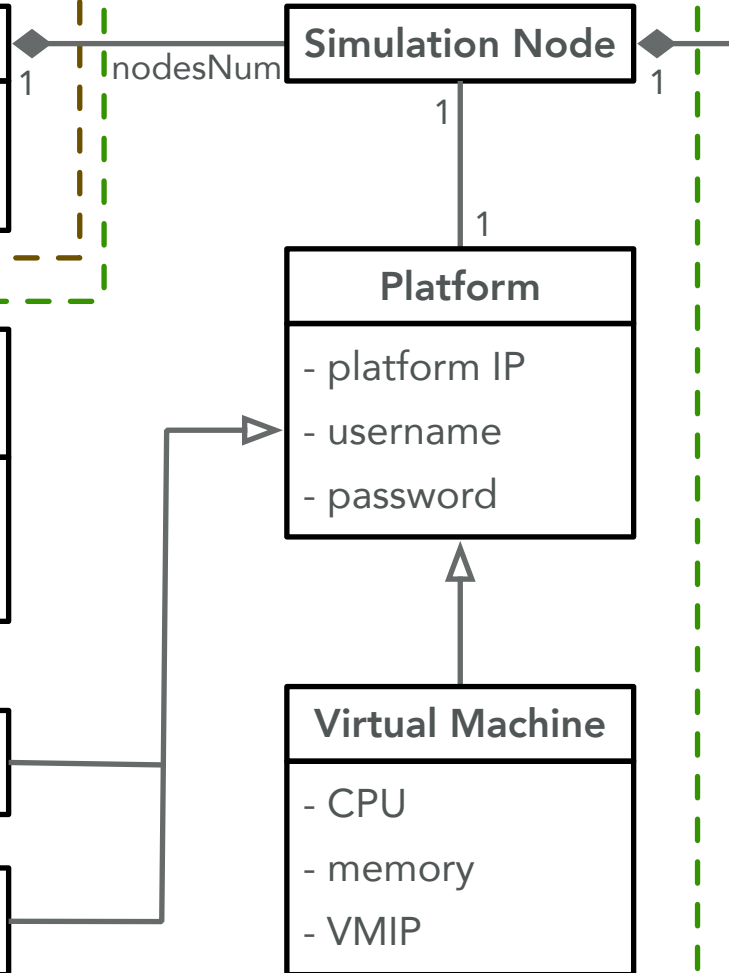 Simulation Node
1
nodesNum
1
1
1
Platform
- platform IP
- username
- password
Virtual Machine
- CPU
- memory
- VMIP